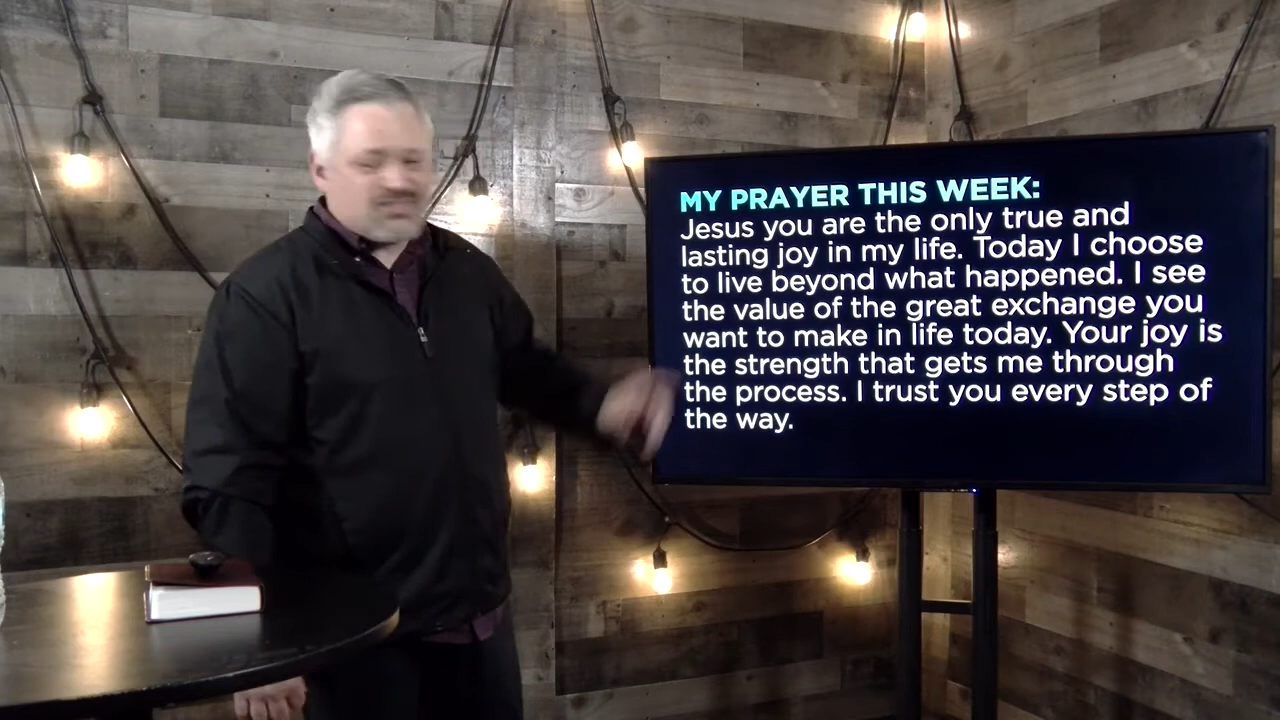 MY PRAYER THIS WEEK:
Jesus you are the only true and
lasting joy in my life. Today I choose
to live beyond what happened. I see
the value of the great exchange you
want to make in life today. Your joy is
the strength that gets me through
the process. I trust you every step of
the way.